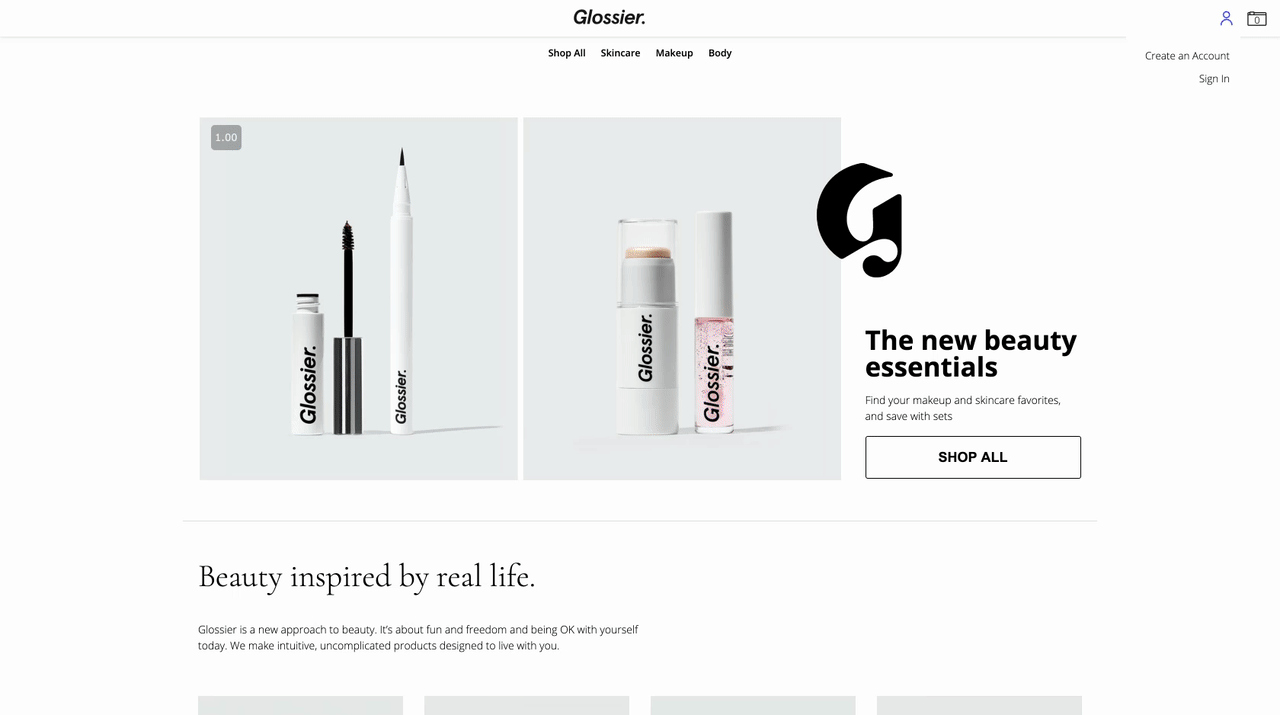 Glossier.
0
Shop All
Skincare
Makeup
Body
Create an Account
Sign In
1.00
Glossier.
Glossier.
Glossier.
Glossier.
The new beauty
essentials
Find your makeup and skincare favorites,
and save with sets
SHOP ALL
Beauty inspired by real life.
Glossier is a new approach to beauty. It’s about fun and freedom and being OK with yourself
today. We make intuitive, uncomplicated products designed to live with you.